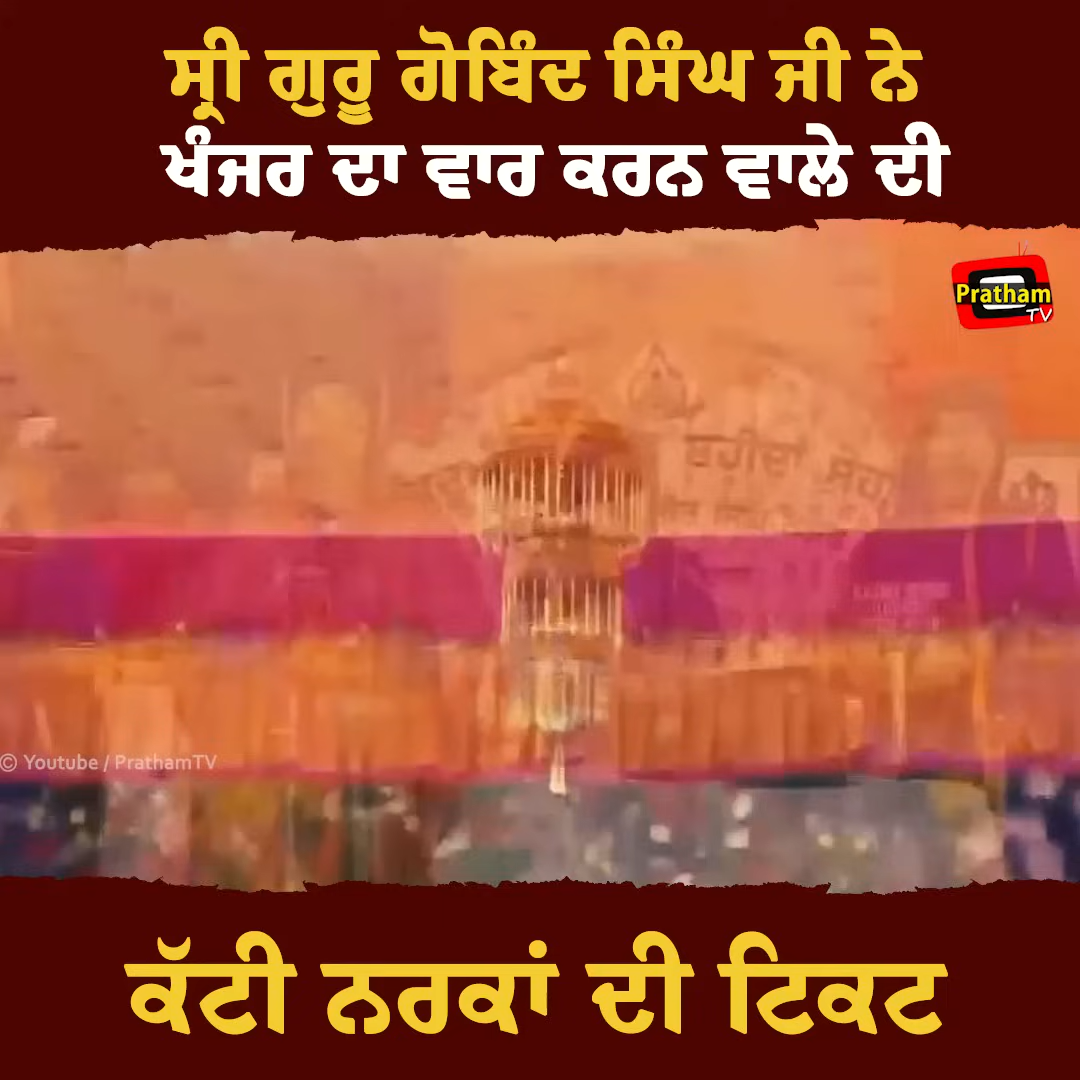 ਸ੍ਰੀ ਗੁਰੂ ਗੋਬਿੰਦ ਸਿੰਘ ਜੀ ਨੇ
ਖੰਜਰ ਦਾ ਵਾਰ ਕਰਨ ਵਾਲੇ ਦੀ
Pratham
TV
© Youtube / PrathamTV
ਕੱਟੀ ਨਰਕਾਂ ਦੀ ਟਿਕਟ